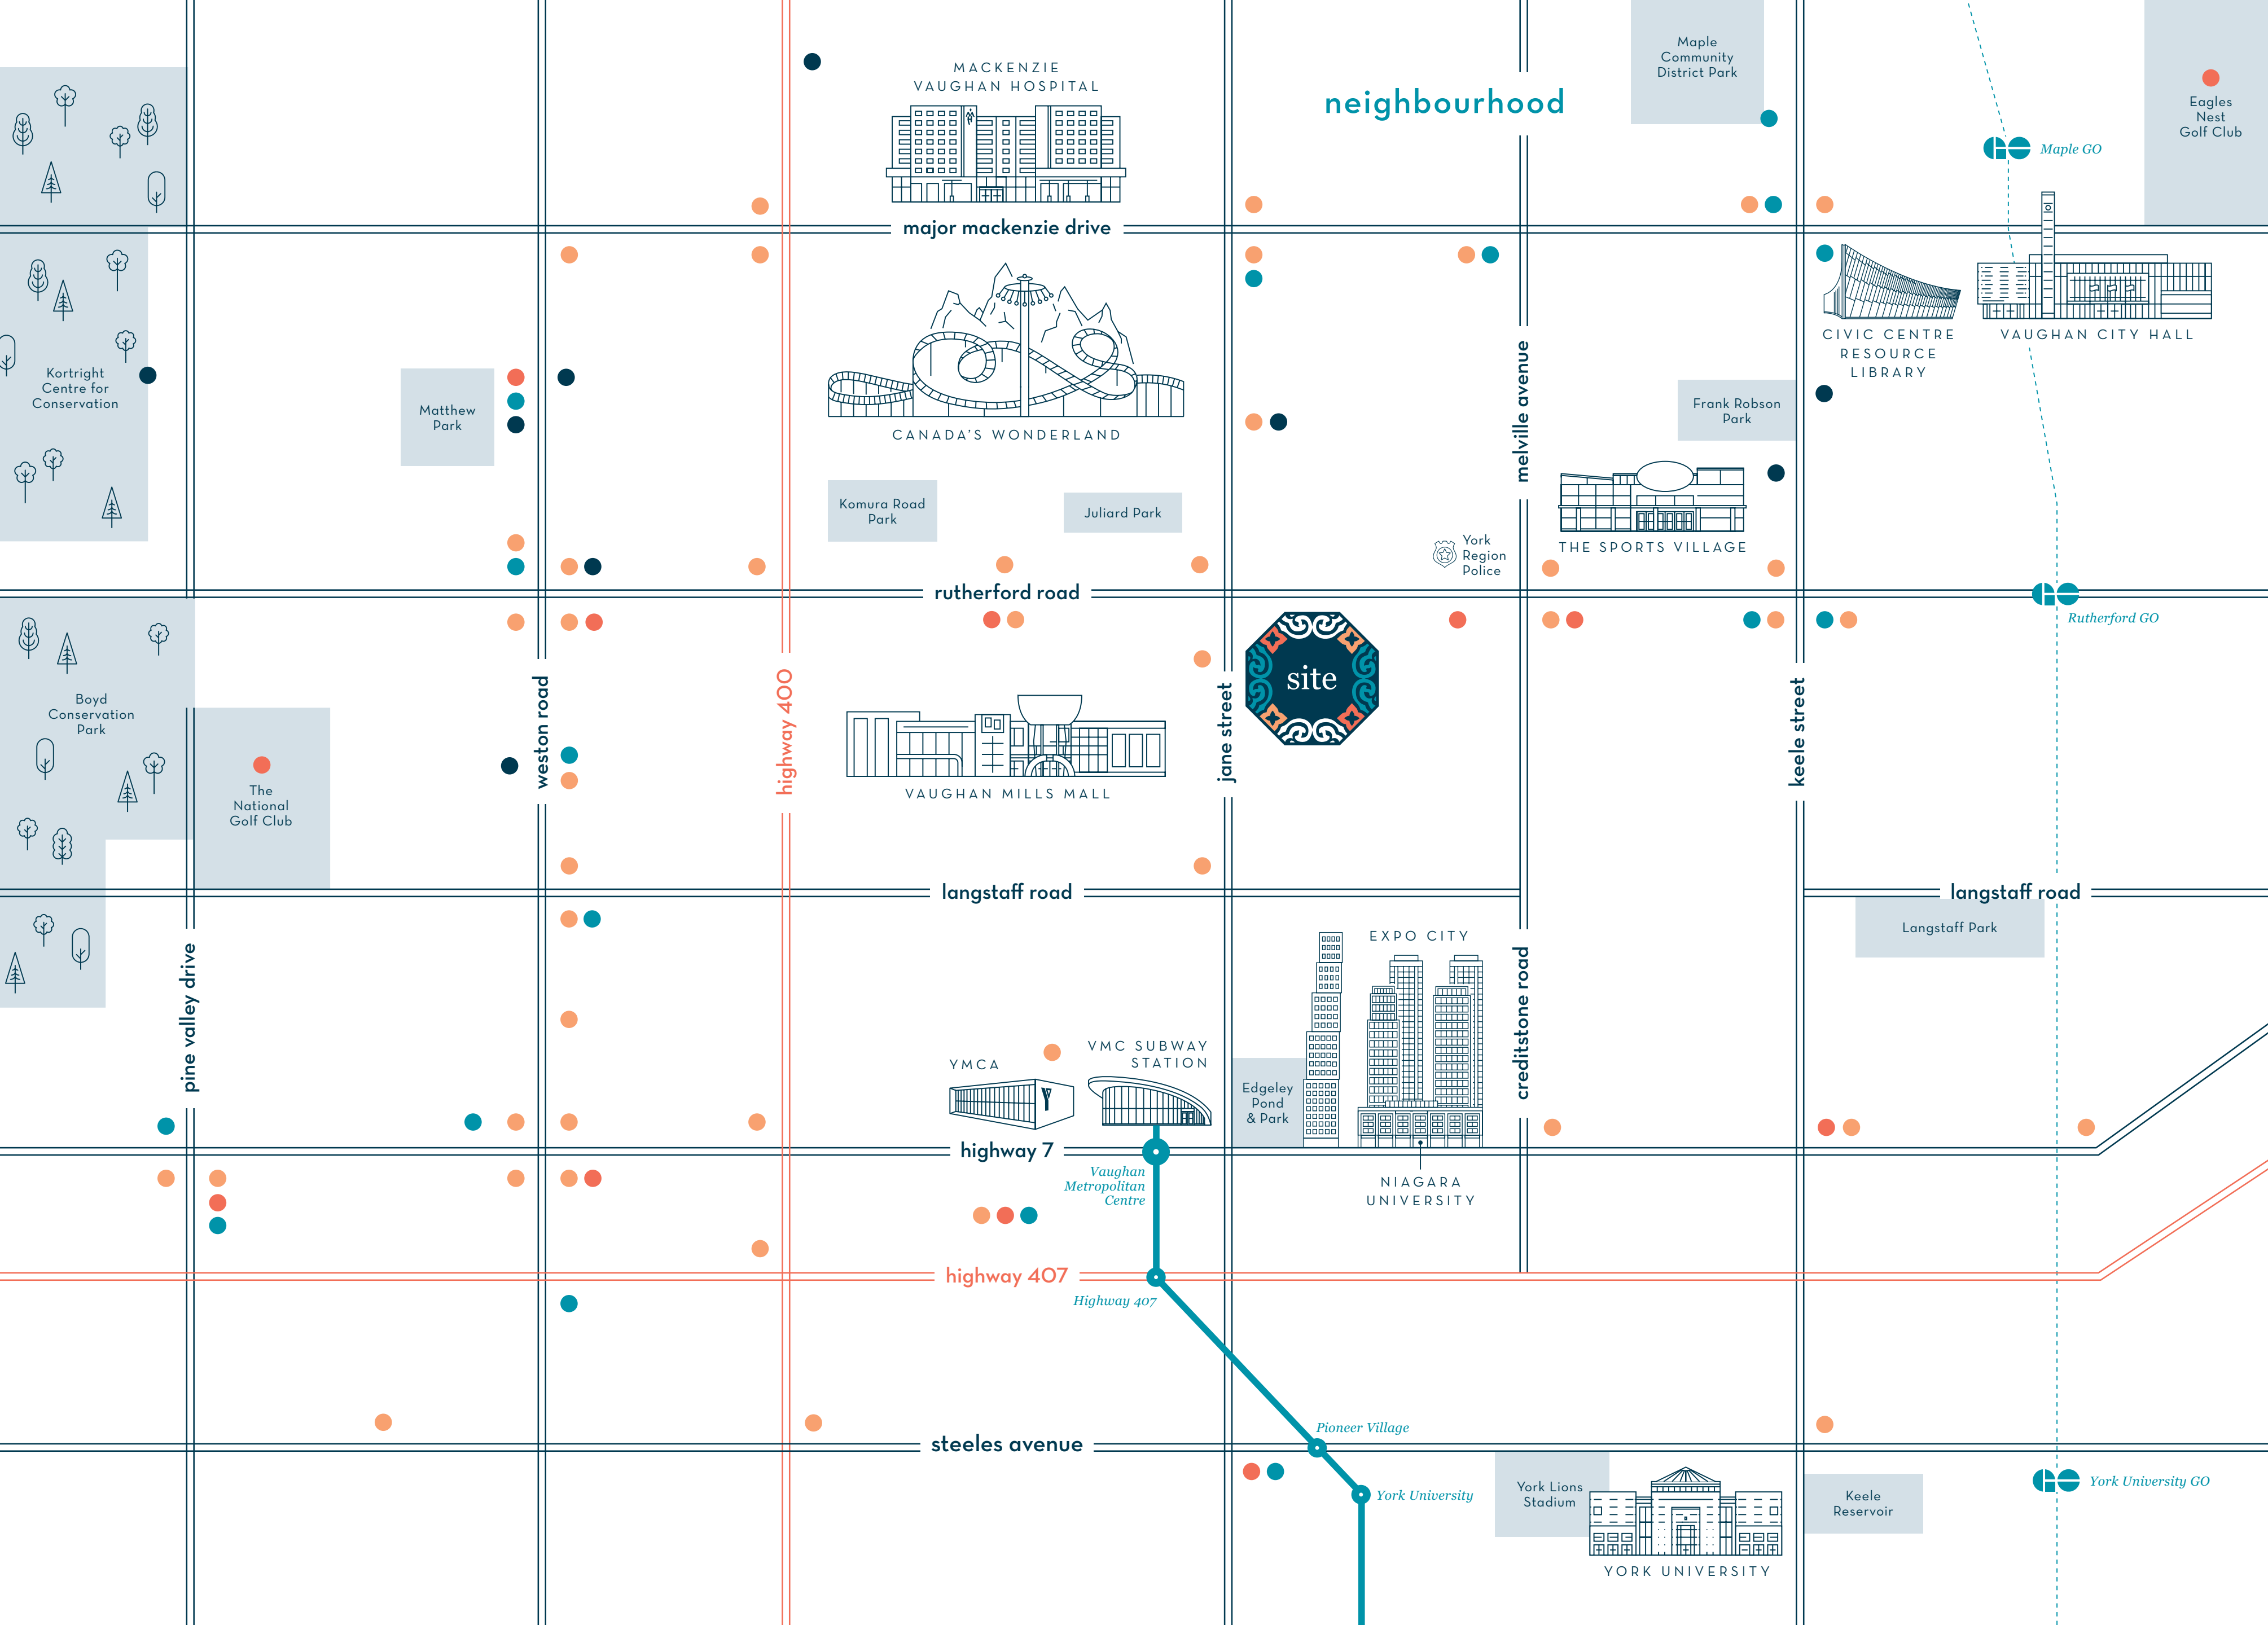 MACKENZIE
VAUGHAN HOSPITAL
neighbourhood
Maple
Community
District Park
Eagles
Nest
Golf Club
Maple GO
major mackenzie drive
CIVIC CENTRE
RESOURCE
LIBRARY
VAUGHAN CITY HALL
Kortright
Centre for
Conservation
Matthew
Park
CANADA'S WONDERLAND
melville avenue
Frank Robson
Park
Komura Road
Park
Juliard Park
York
Region
Police
THE SPORTS VILLAGE
rutherford road
Rutherford GO
Boyd
Conservation
Park
The
National
Golf Club
weston road
highway 400
VAUGHAN MILLS MALL
jane street
site
keele street
langstaff road
langstaff road
Langstaff Park
pine valley drive
EXPO CITY
creditstone road
YMCA
VMC SUBWAY
STATION
Edgeley
Pond
& Park
highway 7
Vaughan
Metropolitan
Centre
NIAGARA
UNIVERSITY
highway 407
Highway 407
Pioneer Village
steeles avenue
York University
York Lions
Stadium
YORK UNIVERSITY
Keele
Reservoir
York University GO